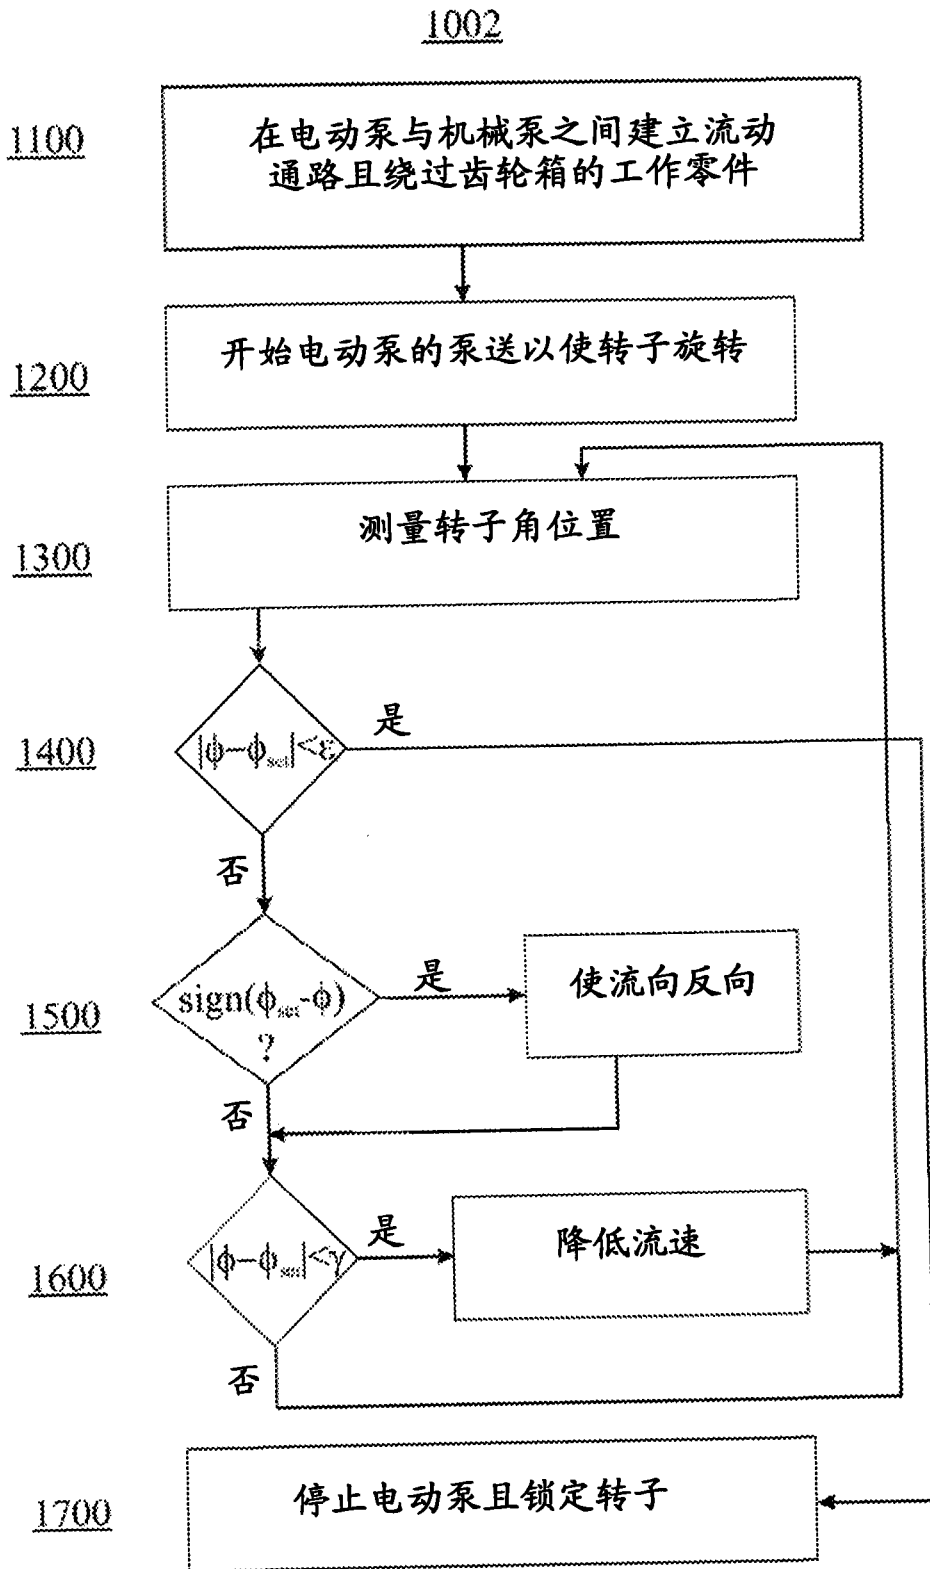 1002
1100
在电动泵与机械泵之间建立流动
通路且绕过齿轮箱的工作零件
1200
开始电动泵的泵送以使转子旋转
1300
测量转子角位置
1400
|ϕ−ϕset|<ε
是
否
1500
sign(ϕset-ϕ)
?
是
使流向反向
否
1600
|ϕ−ϕset|<γ
是
降低流速
否
1700
停止电动泵且锁定转子